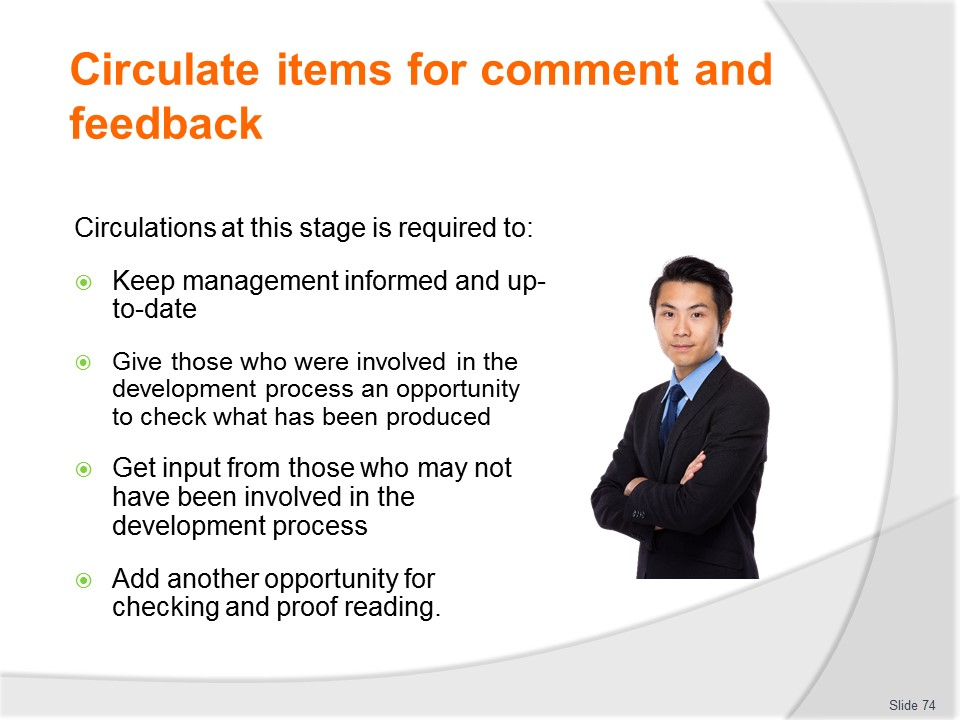 Circulate items for comment and
feedback
Circulations at this stage is required to:
Keep management informed and up-
to-date
Give those who were involved in the
development process an opportunity
to check what has been produced
Get input from those who may not
have been involved in the
development process
Add another opportunity for
checking and proof reading.
Slide 74